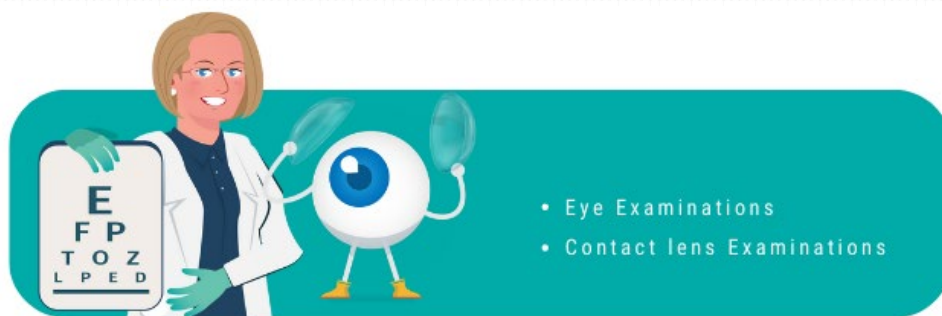 E
F P
T O Z
L P E D
• Eye Examinations
• Contact lens Examinations